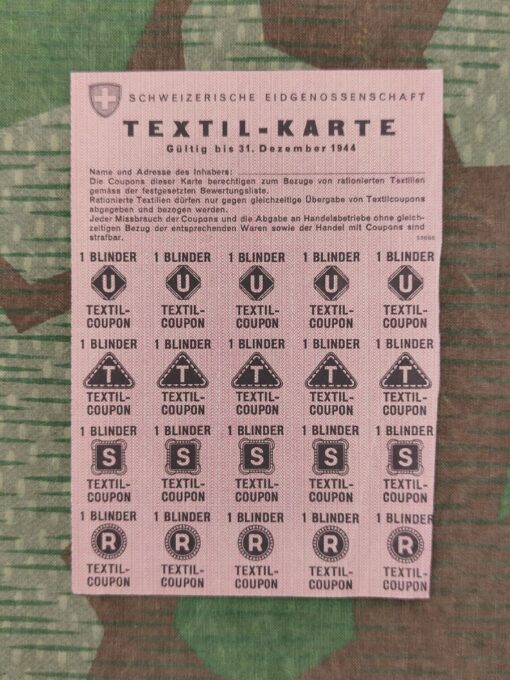 SCHWEIZERISCHE EIDGENOSSENSCHAFT
TEXTIL-KARTE
Gültig bis 31. Dezember 1944
Name und Adresse des Inhabers:
Die Coupons dieser Karte berechtigen zum Bezuge von rationierten Textilien
gemäss der festgesetzten Bewertungsliste.
Rationierte Textilien dürfen nur gegen gleichzeitige Übergabe von Textilcoupons
abgegeben und bezogen werden.
Jeder Missbrauch der Coupons und die Abgabe an Handelsbetriebe ohne gleich-
zeitigen Bezug der entsprechenden Waren sowie der Handel mit Coupons sind
strafbar.
1 BLINDER 1 BLINDER 1 BLINDER 1 BLINDER 1 BLINDER
U U U U U
TEXTIL- TEXTIL- TEXTIL- TEXTIL- TEXTIL-
COUPON COUPON COUPON COUPON COUPON
1 BLINDER 1 BLINDER 1 BLINDER 1 BLINDER 1 BLINDER
T T T T T
TEXTIL- TEXTIL- TEXTIL- TEXTIL- TEXTIL-
COUPON COUPON COUPON COUPON COUPON
1 BLINDER 1 BLINDER 1 BLINDER 1 BLINDER 1 BLINDER
S S S S S
TEXTIL- TEXTIL- TEXTIL- TEXTIL- TEXTIL-
COUPON COUPON COUPON COUPON COUPON
1 BLINDER 1 BLINDER 1 BLINDER 1 BLINDER 1 BLINDER
R R R R R
TEXTIL- TEXTIL- TEXTIL- TEXTIL- TEXTIL-
COUPON COUPON COUPON COUPON COUPON